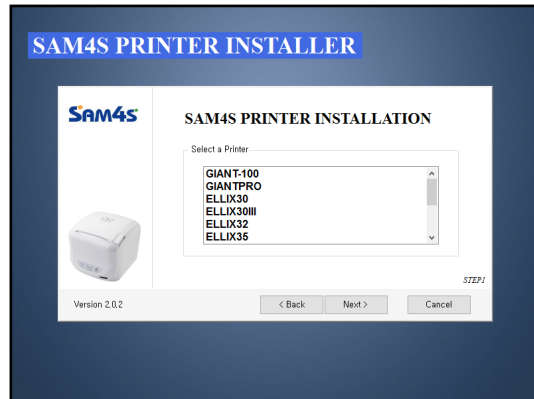 SAM4S PRINTER INSTALLER
Sam4s
SAM4S PRINTER INSTALLATION
Select a Printer
GIANT-100
GIANTPRO
ELLIX30
ELLIX30III
ELLIX32
ELLIX35
STEP1
Version 2,0,2
< Back
Next >
Cancel